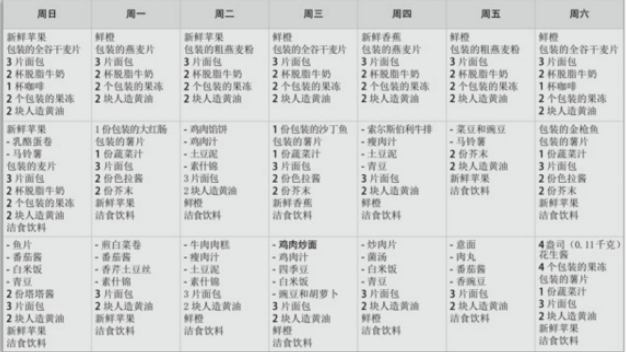 周日 周一 周二 周三 周四 周五 周六
新鲜苹果 鲜橙 新鲜苹果 鲜橙 新鲜香蕉 鲜橙 鲜橙
包装的全谷干麦片 包装的燕麦片 包装的粗燕麦粉 包装的全谷干麦片 包装的燕麦片 包装的粗燕麦粉 包装的全谷干麦片
3 片面包 3 片面包 3 片面包 3 片面包 3 片面包 3 片面包 3 片面包
2 杯脱脂牛奶 2 杯脱脂牛奶 2 杯脱脂牛奶 2 杯脱脂牛奶 2 杯脱脂牛奶 2 杯脱脂牛奶 2 杯脱脂牛奶
1 杯咖啡 2 个包装的果冻 2 个包装的果冻 2 个包装的果冻 2 个包装的果冻 2 个包装的果冻 1 杯咖啡
2 个包装的果冻 2 块人造黄油 2 块人造黄油 2 块人造黄油 2 块人造黄油 2 块人造黄油 2 个包装的果冻
2 块人造黄油 2 块人造黄油
新鲜苹果 1 份包装的大红肠 - 鸡肉馅饼 1 份包装的沙丁鱼 - 索尔斯伯利牛排 - 菜豆和豌豆 包装的金枪鱼
- 乳酪蛋卷 包装的薯片 - 鸡肉汁 包装的薯片 - 瘦肉汁 - 马铃薯 包装的薯片
- 马铃薯 1 份蔬菜汁 - 土豆泥 1 份蔬菜汁 - 土豆泥 2 份芥末 1 份蔬菜汁
包装的麦片 3 片面包 - 素什锦 3 片面包 - 青豆 2 块人造黄油 3 片面包
3 片面包 2 份色拉酱 3 片面包 2 份色拉酱 3 片面包 新鲜苹果 2 份色拉酱
2 杯脱脂牛奶 2 份芥末 2 块人造黄油 2 份芥末 2 块人造黄油 洁食饮料 2 份芥末
2 个包装的果冻 新鲜苹果 鲜橙 新鲜香蕉 鲜橙 新鲜苹果
2 块人造黄油 洁食饮料 洁食饮料 洁食饮料 洁食饮料 洁食饮料
洁食饮料
- 鱼片 - 煎白菜卷 - 牛肉肉糕 - 鸡肉炒面 - 炒肉片 - 意面 4 盎司（0.11千克）
- 番茄酱 - 番茄酱 - 瘦肉汁 - 鸡肉汁 - 菌汤 - 肉丸 花生酱
- 白米饭 - 香芹土豆丝 - 土豆泥 - 四季豆 - 白米饭 - 番茄酱 4 个包装的果冻
- 青豆 - 素什锦 - 素什锦 - 白米饭 - 青豆 - 香豌豆 包装的薯片
2 份塔塔酱 3 片面包 3 片面包 - 豌豆和胡萝卜 3 片面包 3 片面包 1 份蔬菜汁
3 片面包 2 块人造黄油 2 块人造黄油 3 片面包 2 块人造黄油 2 块人造黄油 3 片面包
2 块人造黄油 新鲜苹果 鲜橙 2 块人造黄油 鲜橙 鲜橙 2 块人造黄油
新鲜苹果 洁食饮料 洁食饮料 鲜橙 洁食饮料 洁食饮料 新鲜苹果
洁食饮料 洁食饮料 洁食饮料